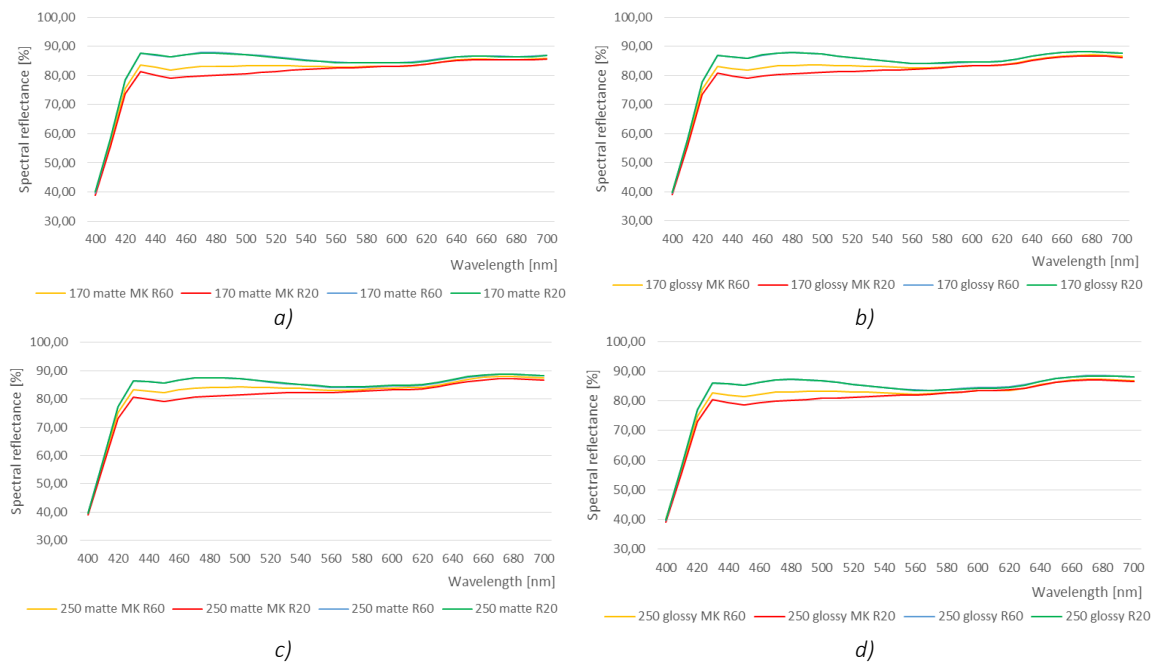 Spectral reflectance [%]
100,00
90,00
80,00
70,00
60,00
50,00
40,00
30,00
400 420 440 460 480 500 520 540 560 580 600 620 640 660 680 700
Wavelength [nm]
170 matte MK R60 170 matte MK R20 170 matte R60 170 matte R20
a)
Spectral reflectance [%]
100,00
90,00
80,00
70,00
60,00
50,00
40,00
30,00
400 420 440 460 480 500 520 540 560 580 600 620 640 660 680 700
Wavelength [nm]
170 glossy MK R60 170 glossy MK R20 170 glossy R60 170 glossy R20
b)
Spectral reflectance [%]
100,00
90,00
80,00
70,00
60,00
50,00
40,00
30,00
400 420 440 460 480 500 520 540 560 580 600 620 640 660 680 700
Wavelength [nm]
250 matte MK R60 250 matte MK R20 250 matte R60 250 matte R20
c)
Spectral reflectance [%]
100,00
90,00
80,00
70,00
60,00
50,00
40,00
30,00
400 420 440 460 480 500 520 540 560 580 600 620 640 660 680 700
Wavelength [nm]
250 glossy MK R60 250 glossy MK R20 250 glossy R60 250 glossy R20
d)